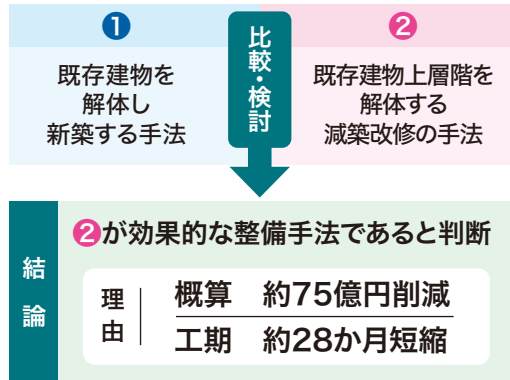 ❶
既存建物を
解体し
新築する手法
比較・検討
❷
既存建物上層階を
解体する
減築改修の手法
結論
❷が効果的な整備手法であると判断
理由
概算 約75億円削減
工期 約28か月短縮